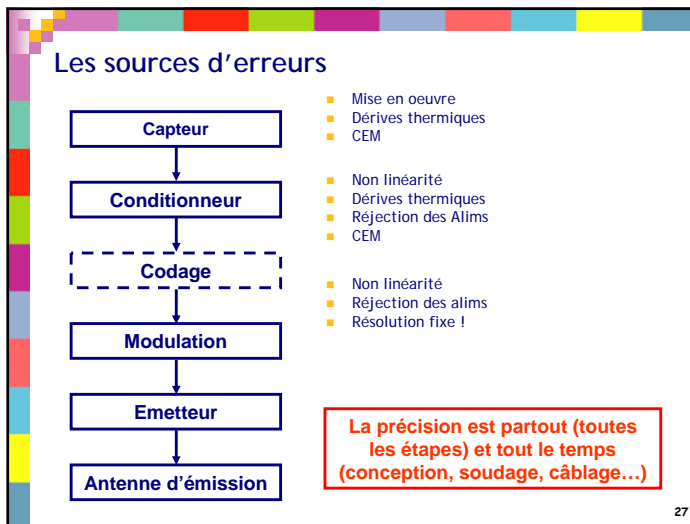 Les sources d'erreurs
Capteur
Mise en oeuvre
Dérives thermiques
CEM
Conditionneur
Non linéarité
Dérives thermiques
Réjection des Alims
CEM
Codage
Non linéarité
Réjection des alims
Résolution fixe !
Modulation
Emetteur
Antenne d'émission
La précision est partout (toutes
les étapes) et tout le temps
(conception, soudage, câblage…)
27